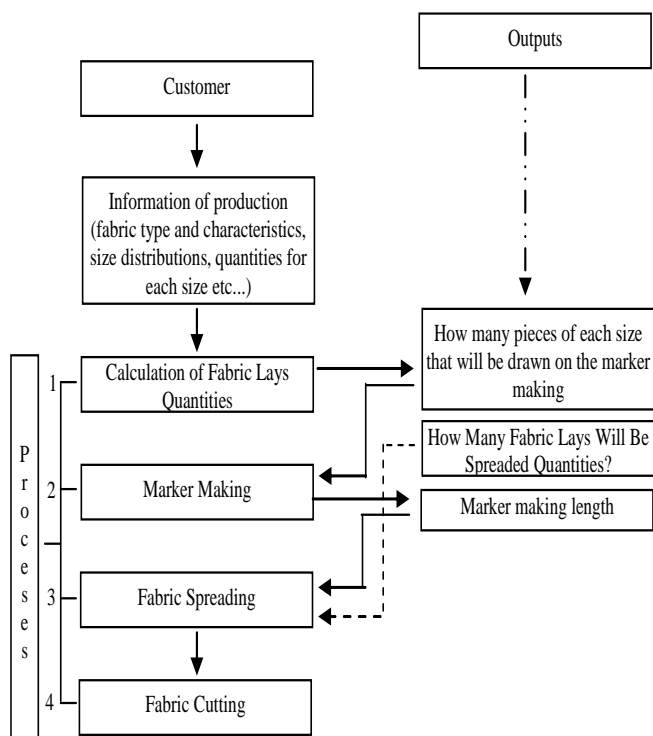 Outputs
Customer
Information of production
(fabric type and characteristics,
size distributions, quantities for
each size etc...)
How many pieces of each size
that will be drawn on the marker
making
1
Calculation of Fabric Lays
Quantities
How Many Fabric Lays Will Be
Spreaded Quantities?
Processes
2
Marker Making
Marker making length
3
Fabric Spreading
4
Fabric Cutting